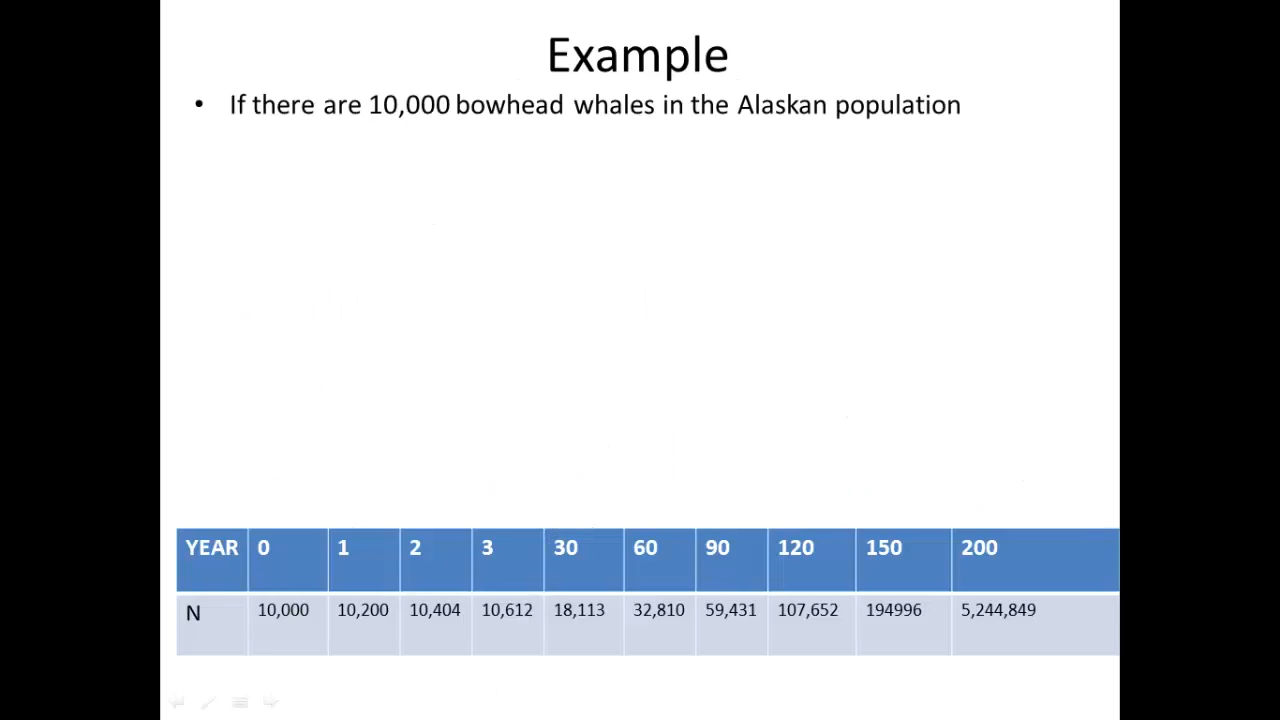 Example
• If there are 10,000 bowhead whales in the Alaskan population
YEAR 0 1 2 3 30 60 90 120 150 200
N 10,000 10,200 10,404 10,612 18,113 32,810 59,431 107,652 194996 5,244,849